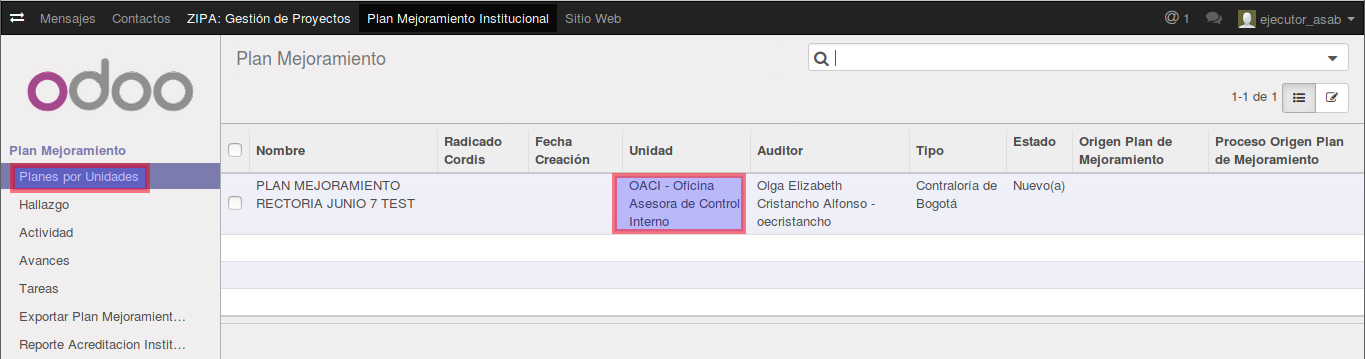 Mensajes Contactos ZIPA: Gestión de Proyectos Plan Mejoramiento Institucional Sitio Web @ 1 ejecutor_asab
odoo
Plan Mejoramiento
1-1 de 1
Plan Mejoramiento
Planes por Unidades
Hallazgo
Actividad
Avances
Tareas
Exportar Plan Mejoramient...
Reporte Acreditacion Instit...
Nombre
Radicado
Cordis
Fecha
Creación
Unidad
Auditor
Tipo
Estado
Origen Plan de
Mejoramiento
Proceso Origen Plan
de Mejoramiento
PLAN MEJORAMIENTO
RECTORIA JUNIO 7 TEST
OACI - Oficina
Asesora de Control
Interno
Olga Elizabeth
Cristancho Alfonso -
oecristancho
Contraloría de
Bogotá
Nuevo(a)